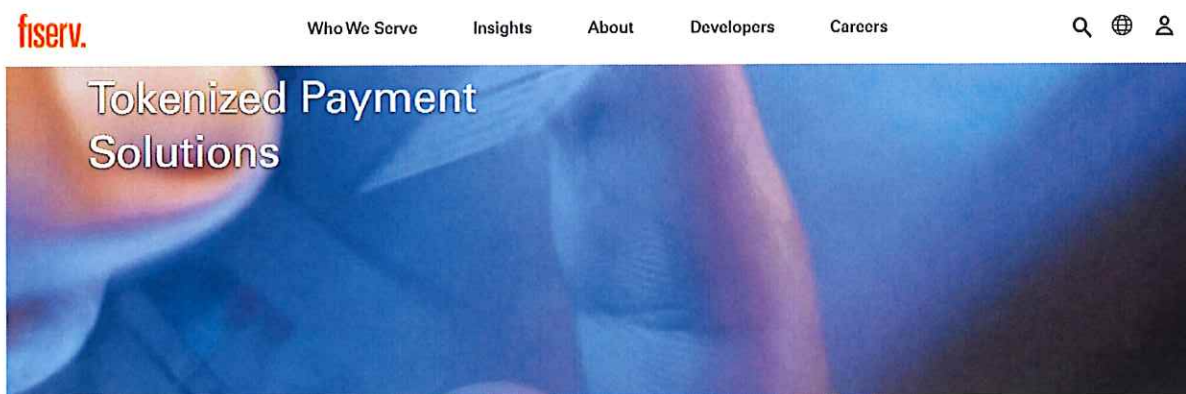 fiserv.
Who We Serve Insights About Developers Careers
Tokenized Payment
Solutions